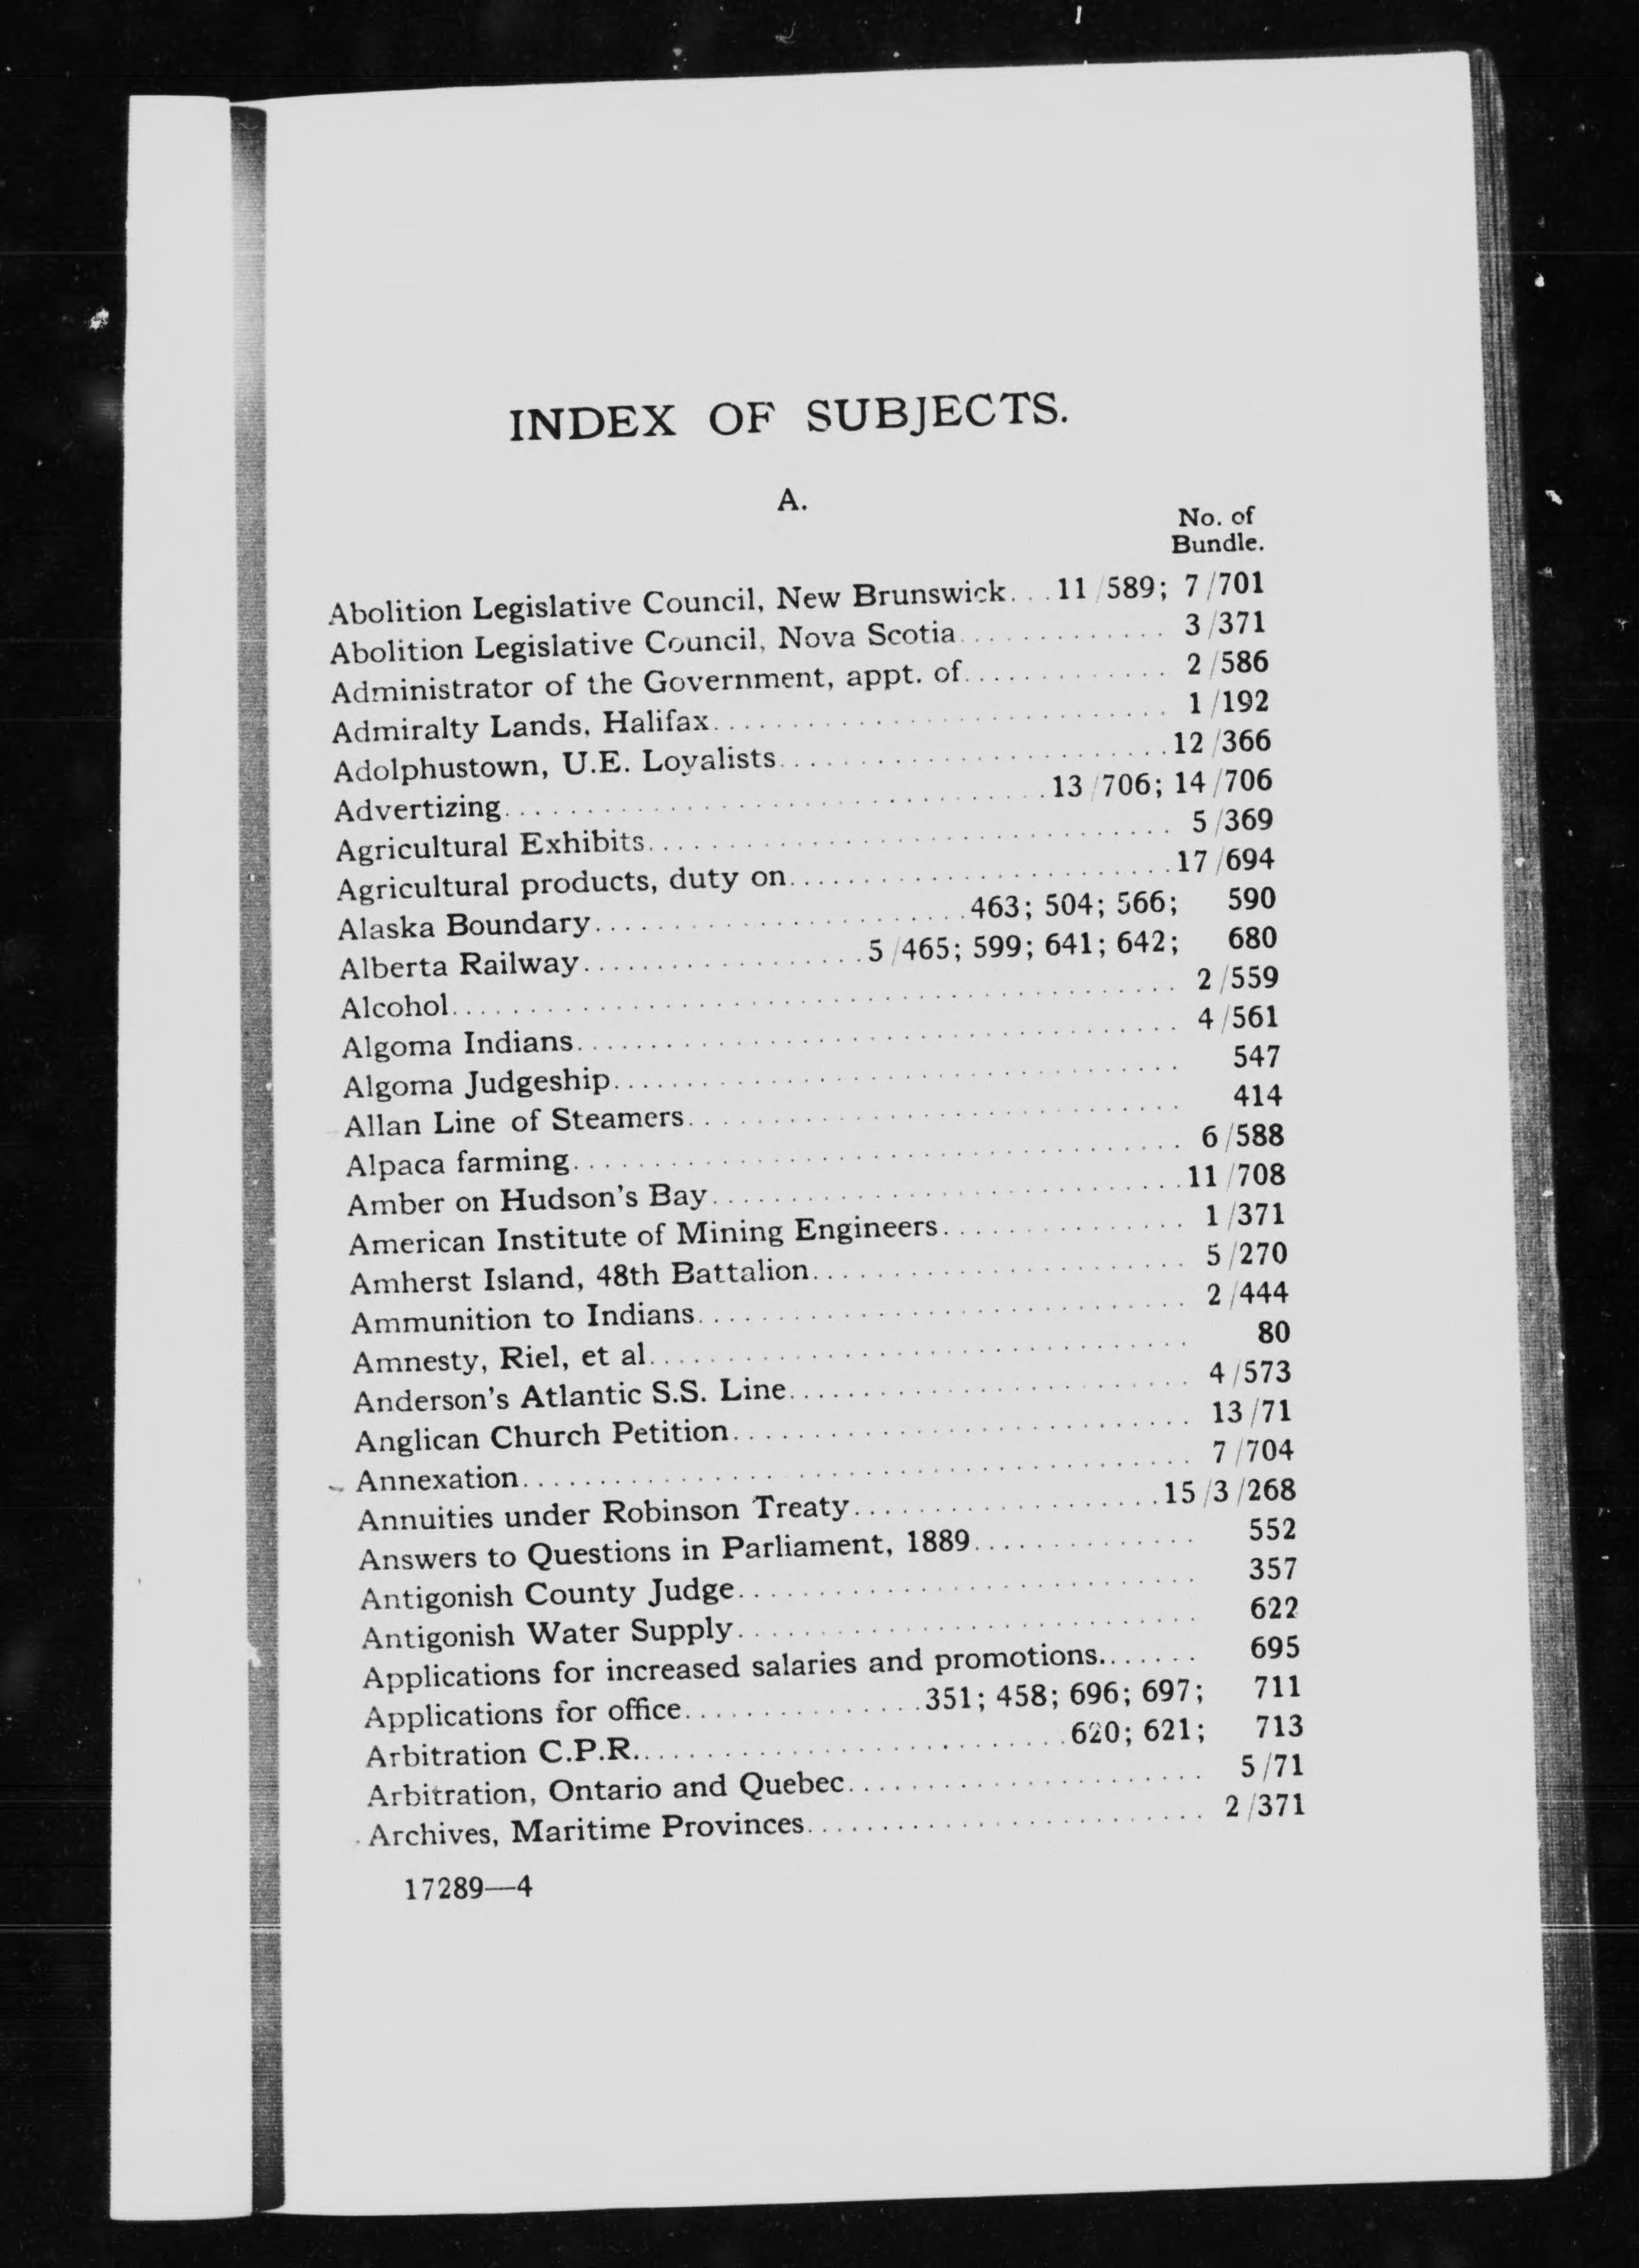 INDEX OF SUBJECTS.
A.
No. of
Bundle.
Abolition Legislative Council, New Brunswick...11/589; 7/701
Abolition Legislative Council, Nova Scotia.............. 3/371
Administrator of the Government, appt. of.............. 2/586
Admiralty Lands, Halifax............................... 1/192
Adolphustown, U.E. Loyalists...........................12/366
Advertizing.....................................13/706; 14/706
Agricultural Exhibits.................................... 5/369
Agricultural products, duty on..........................17/694
Alaska Boundary.........................463; 504; 566; 590
Alberta Railway...................5/465; 599; 641; 642; 680
Alcohol.................................................. 2/559
Algoma Indians......................................... 4/561
Algoma Judgeship....................................... 547
Allan Line of Steamers.................................. 414
Alpaca farming.......................................... 6/588
Amber on Hudson's Bay................................11/708
American Institute of Mining Engineers................. 1/371
Amherst Island, 48th Battalion.......................... 5/270
Ammunition to Indians.................................. 2/444
Amnesty, Riel, et al..................................... 80
Anderson's Atlantic S.S. Line............................ 4/573
Anglican Church Petition................................ 13/71
Annexation.............................................. 7/704
Annuities under Robinson Treaty.....................15/3/268
Answers to Questions in Parliament, 1889............... 552
Antigonish County Judge................................ 357
Antigonish Water Supply................................ 622
Applications for increased salaries and promotions....... 695
Applications for office................351; 458; 696; 697; 711
Arbitration C.P.R..............................620; 621; 713
Arbitration, Ontario and Quebec......................... 5/71
Archives, Maritime Provinces............................ 2/371
17289—4